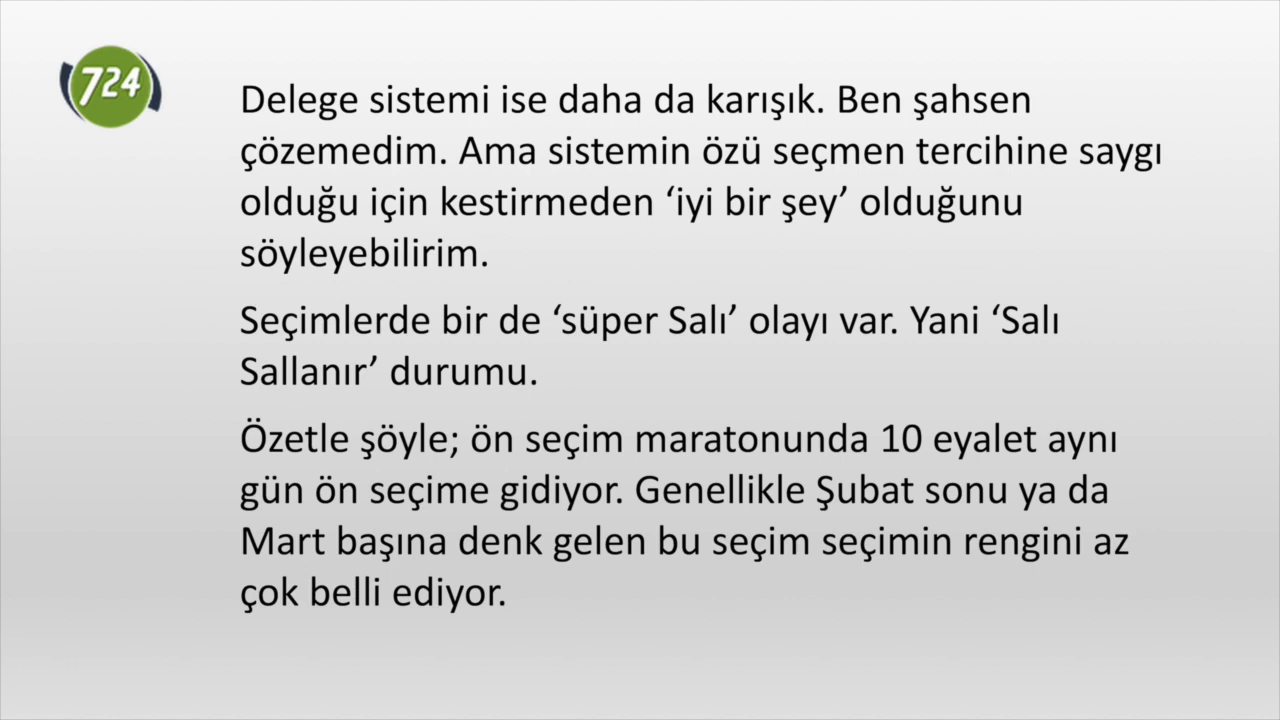 724
Delege sistemi ise daha da karışık. Ben şahsen
çözemedim. Ama sistemin özü seçmen tercihine saygı
olduğu için kestirmeden ‘iyi bir şey’ olduğunu
söyleyebilirim.
Seçimlerde bir de ‘süper Salı’ olayı var. Yani ‘Salı
Sallanır’ durumu.
Özetle şöyle; ön seçim maratonunda 10 eyalet aynı
gün ön seçime gidiyor. Genellikle Şubat sonu ya da
Mart başına denk gelen bu seçim seçimin rengini az
çok belli ediyor.